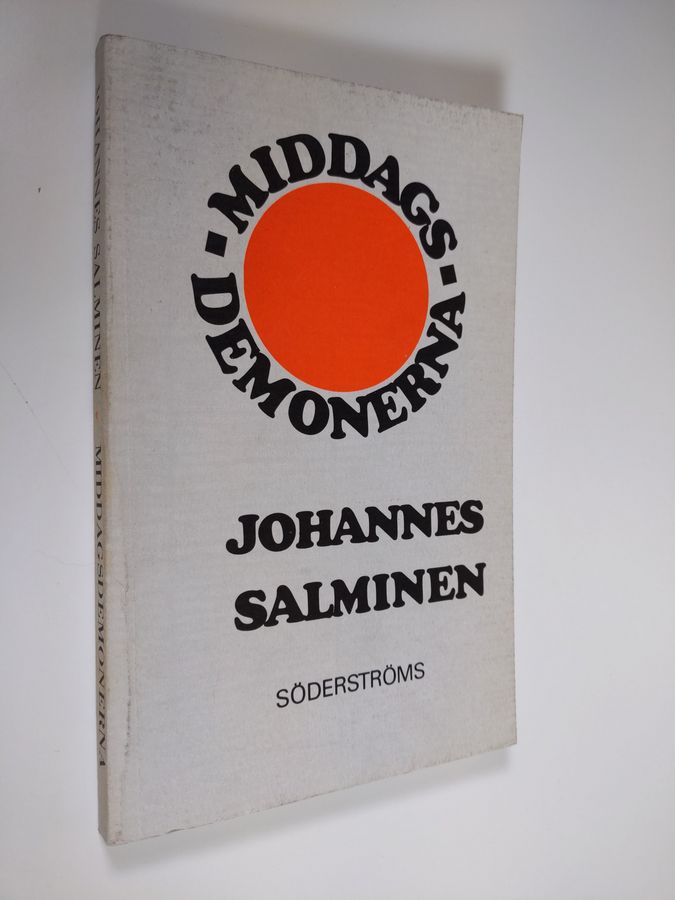 MIDDAGS
DEMONERNA
JOHANNES
SALMINEN
SÖDERSTRÖMS
JOHANNES SALMINEN MIDDAGSDEMONERNA